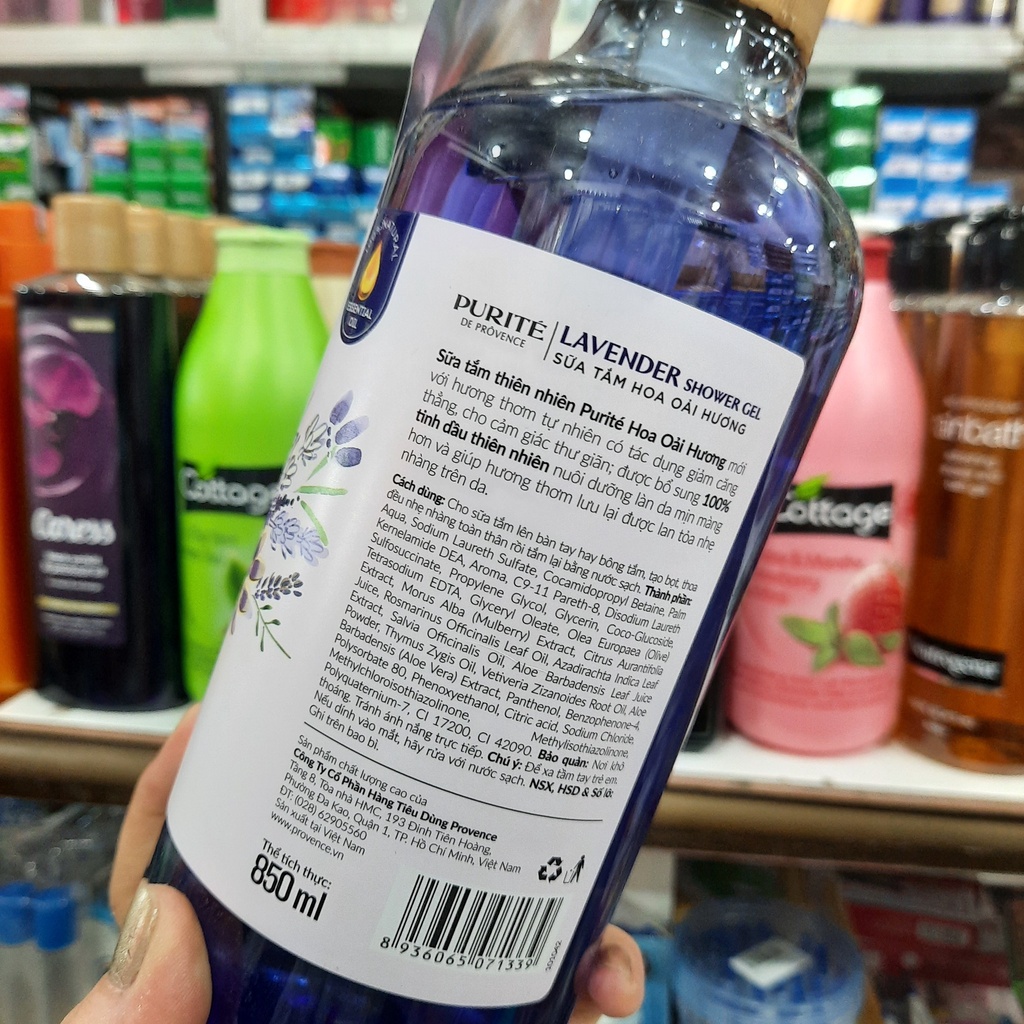 NATURAL
ESSENTIAL
OIL
PURITÉ
DE PRÔVENCE
LAVENDER SHOWER GEL
SỮA TẮM HOA OẢI HƯƠNG
Sữa tắm thiên nhiên Purité Hoa Oải Hương mới
với hương thơm tự nhiên có tác dụng giảm căng
thẳng, cho cảm giác thư giãn; được bổ sung 100%
tinh dầu thiên nhiên nuôi dưỡng làn da mịn màng
hơn và giúp hương thơm lưu lại được lan tỏa nhẹ
nhàng trên da.
Cách dùng: Cho sữa tắm lên bàn tay hay bông tắm, tạo bọt, thoa
đều nhẹ nhàng toàn thân rồi tắm lại bằng nước sạch. Thành phần:
Aqua, Sodium Laureth Sulfate, Cocamidopropyl Betaine, Palm
Kernelamide DEA, Aroma, C9-11 Pareth-8, Disodium Laureth
Sulfosuccinate, Propylene Glycol, Glycerin, Coco-Glucoside,
Tetrasodium EDTA, Glyceryl Oleate, Olea Europaea (Olive)
Extract, Morus Alba (Mulberry) Extract, Citrus Aurantifolia
Juice, Rosmarinus Officinalis Leaf Oil, Azadirachta Indica Leaf
Extract, Salvia Officinalis Oil, Aloe Barbadensis Leaf Juice
Powder, Thymus Zygis Oil, Vetiveria Zizanoides Root Oil, Aloe
Barbadensis (Aloe Vera) Extract, Panthenol, Benzophenone-4,
Polysorbate 80, Phenoxyethanol, Citric acid, Sodium Chloride,
Methylchloroisothiazolinone, Methylisothiazolinone,
Polyquaternium-7, CI 17200, CI 42090. Bảo quản: Nơi khô
thoáng. Tránh ánh nắng trực tiếp. Chú ý: Để xa tầm tay trẻ em.
Nếu dính vào mắt, hãy rửa với nước sạch. NSX, HSD & Số lô:
Ghi trên bao bì.
Sản phẩm chất lượng cao của
Công Ty Cổ Phần Hàng Tiêu Dùng Provence
Tầng 8, Tòa nhà HMC, 193 Đinh Tiên Hoàng,
Phường Đa Kao, Quận 1, TP. Hồ Chí Minh, Việt Nam
ĐT: (028) 62905560
Sản xuất tại Việt Nam
www.provence.vn
Thể tích thực:
850 ml
8 936065 071339
Caress
Cottage
Cottage